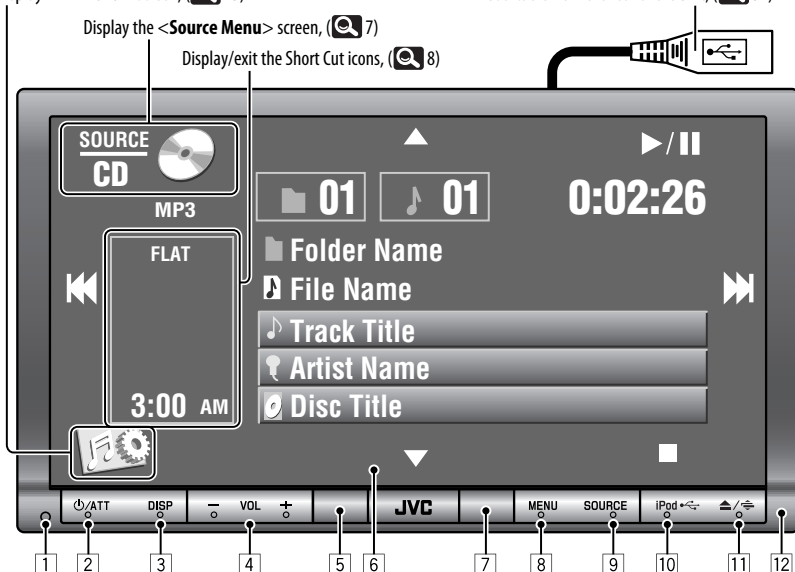 Display the <Source Menu> screen, (7)
Display/exit the Short Cut icons, (8)
SOURCE
CD
MP3
01 01 0:02:26
FLAT
Folder Name
File Name
Track Title
Artist Name
Disc Title
3:00 AM
/ATT DISP − VOL + JVC MENU SOURCE iPod /
1 2 3 4 5 6 7 8 9 10 11 12